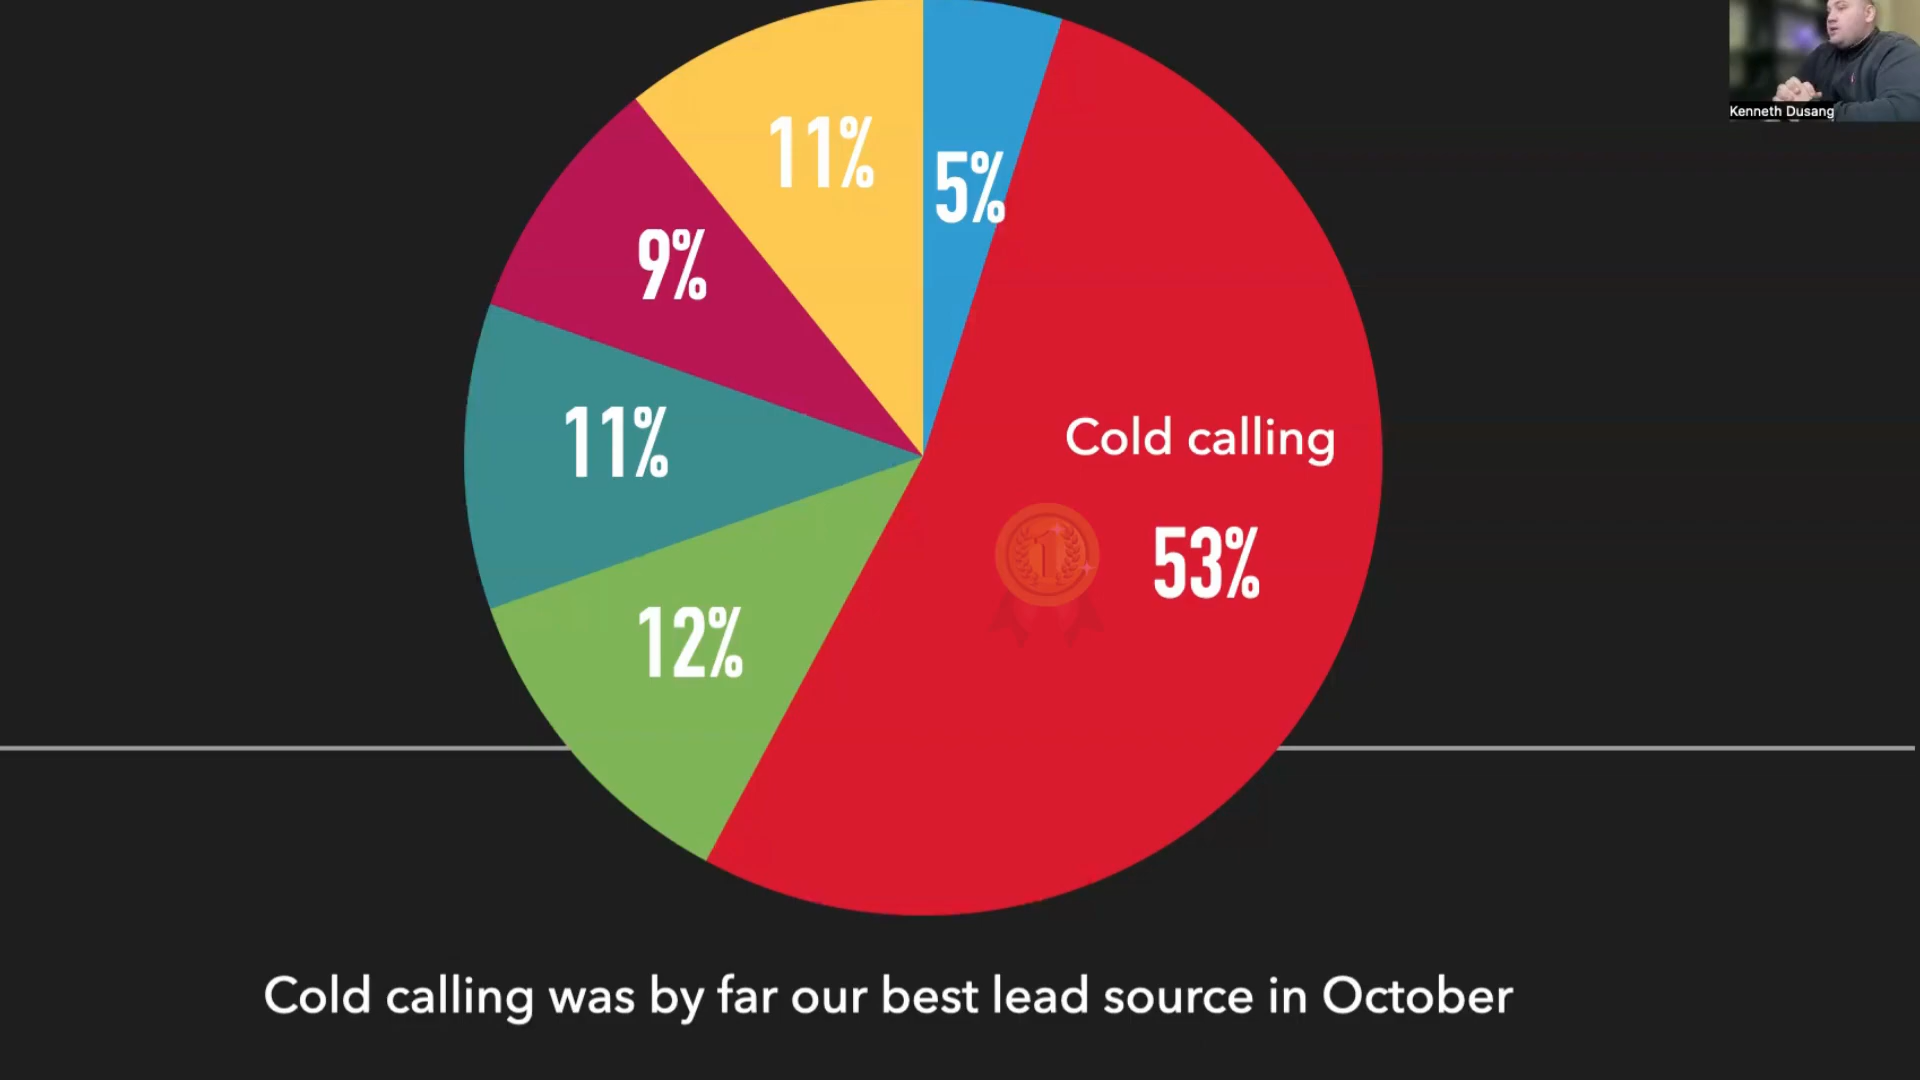 Kenneth Dusang
11%
5%
9%
11%
Cold calling
1
53%
12%
Cold calling was by far our best lead source in October